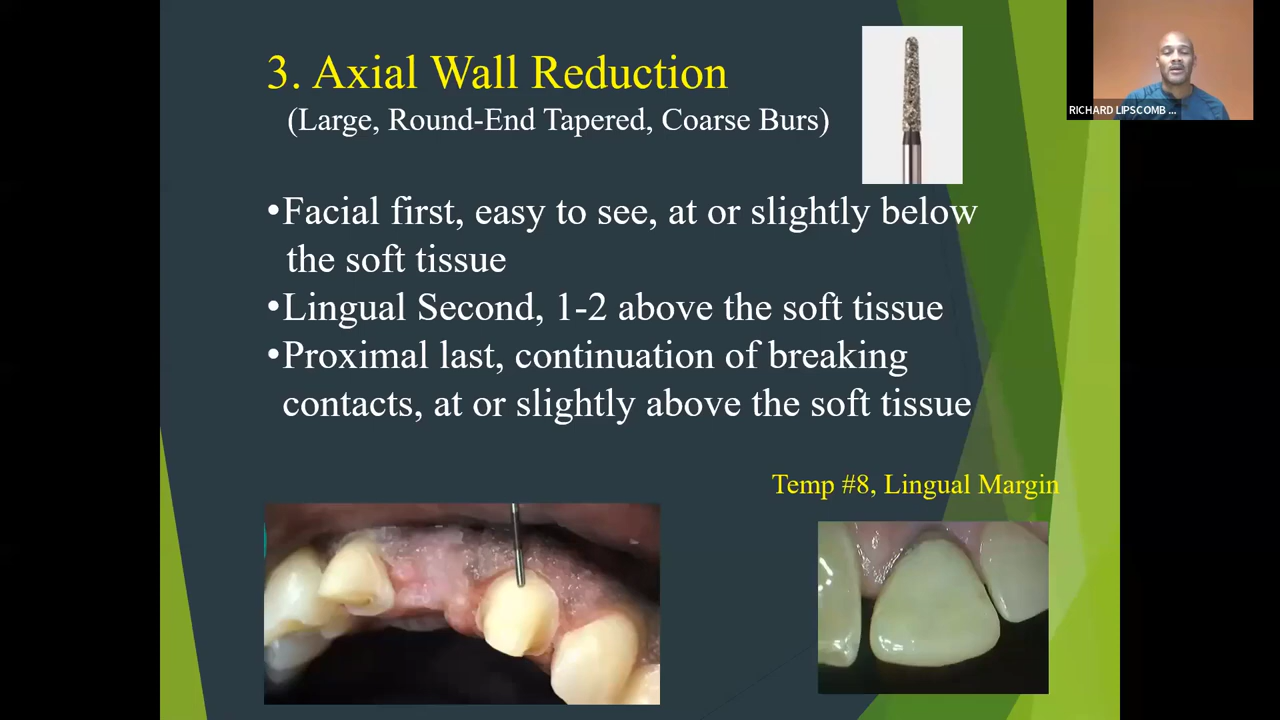 3. Axial Wall Reduction
(Large, Round-End Tapered, Coarse Burs)
RICHARD LIPSCOMB ...
•Facial first, easy to see, at or slightly below
the soft tissue
•Lingual Second, 1-2 above the soft tissue
•Proximal last, continuation of breaking
contacts, at or slightly above the soft tissue
Temp #8, Lingual Margin